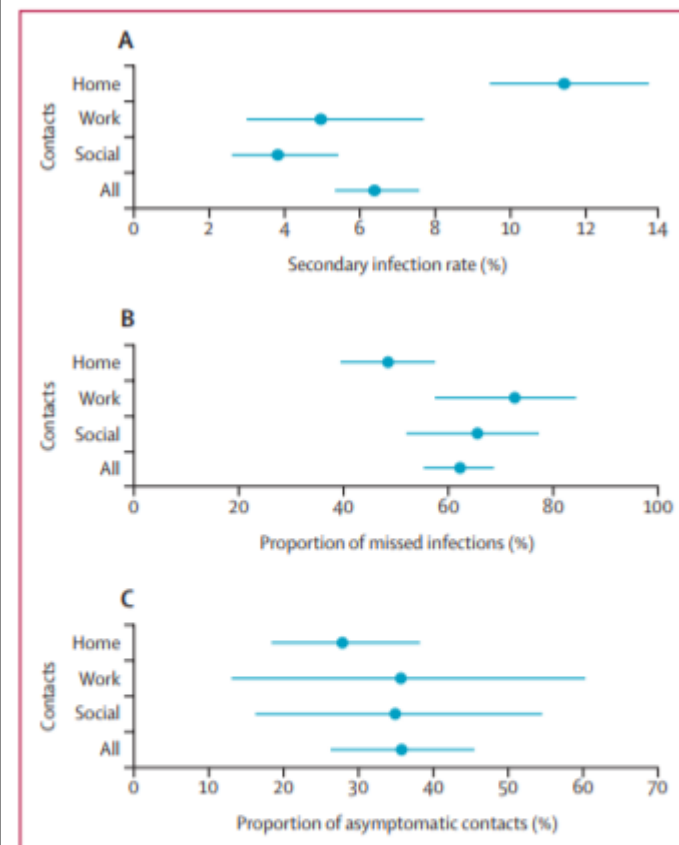 A
Contacts
Home
Work
Social
All
0 2 4 6 8 10 12 14
Secondary infection rate (%)
B
Contacts
Home
Work
Social
All
0 20 40 60 80 100
Proportion of missed infections (%)
C
Contacts
Home
Work
Social
All
0 10 20 30 40 50 60 70
Proportion of asymptomatic contacts (%)